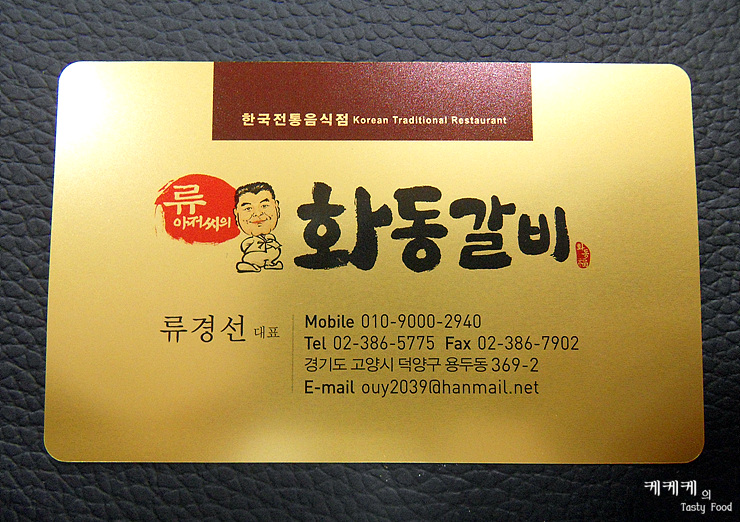 한국전통음식점 Korean Traditional Restaurant
류
아저씨의
화동갈비
류경선 대표
Mobile 010-9000-2940
Tel 02-386-5775 Fax 02-386-7902
경기도 고양시 덕양구 용두동 369-2
E-mail ouy2039@hanmail.net
케케케의
Tasty Food